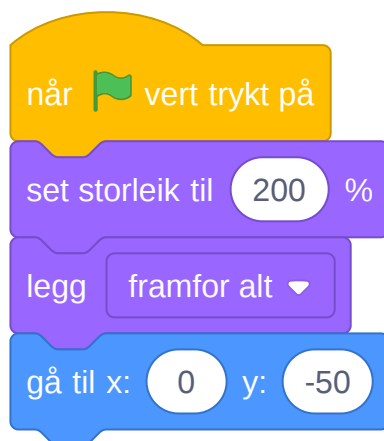 når vert trykt på
set storleik til 200 %
legg framfor alt
gå til x: 0 y: -50